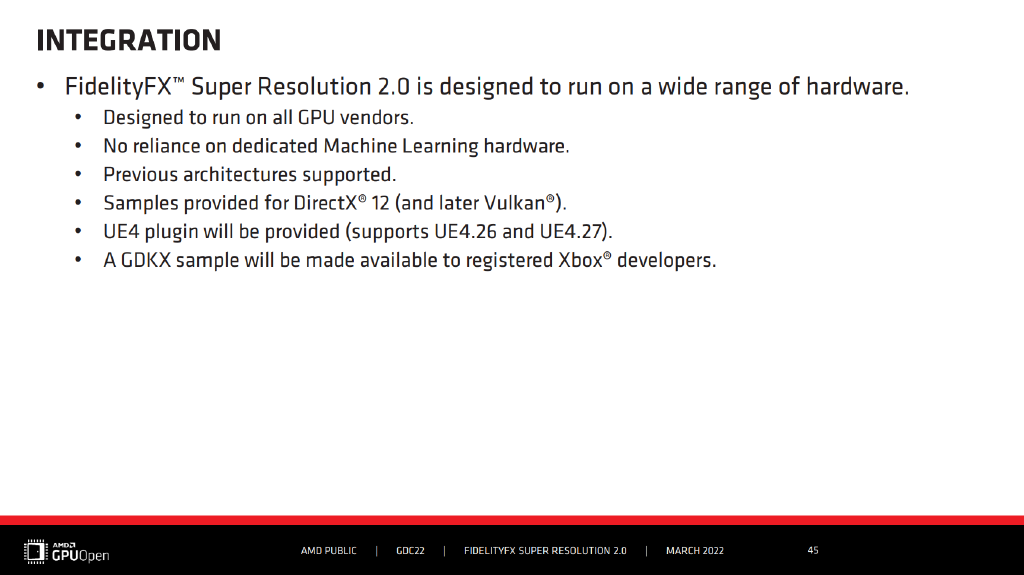 INTEGRATION
• FidelityFX™ Super Resolution 2.0 is designed to run on a wide range of hardware.
• Designed to run on all GPU vendors.
• No reliance on dedicated Machine Learning hardware.
• Previous architectures supported.
• Samples provided for DirectX® 12 (and later Vulkan®).
• UE4 plugin will be provided (supports UE4.26 and UE4.27).
• A GDKX sample will be made available to registered Xbox® developers.
AMD
GPUOpen
AMD PUBLIC | GDC22 | FIDELITYFX SUPER RESOLUTION 2.0 | MARCH 2022 45